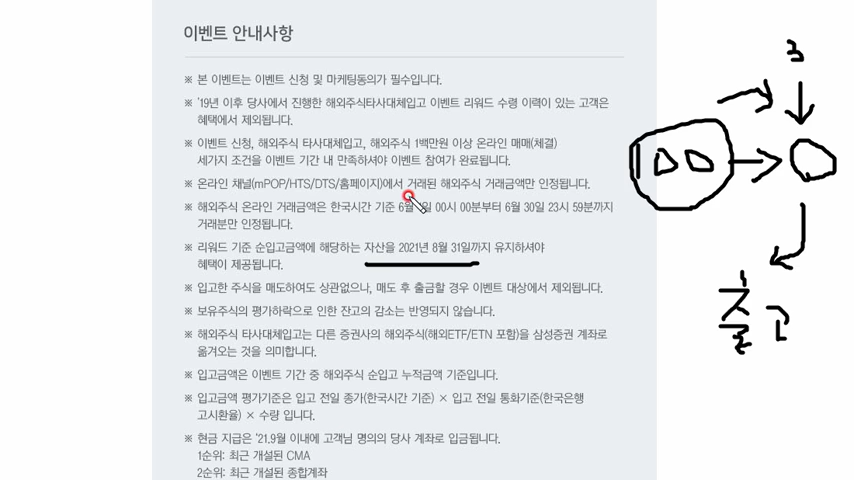 이벤트 안내사항
※ 본 이벤트는 이벤트 신청 및 마케팅동의가 필수입니다.
※ '19년 이후 당사에서 진행한 해외주식타사대체입고 이벤트 리워드 수령 이력이 있는 고객은
혜택에서 제외됩니다.
※ 이벤트 신청, 해외주식 타사대체입고, 해외주식 1백만원 이상 온라인 매매(체결)
세가지 조건을 이벤트 기간 내 만족하셔야 이벤트 참여가 완료됩니다.
※ 온라인 채널(mPOP/HTS/DTS/홈페이지)에서 거래된 해외주식 거래금액만 인정됩니다.
※ 해외주식 온라인 거래금액은 한국시간 기준 6월 일 00시 00분부터 6월 30일 23시 59분까지
거래분만 인정됩니다.
※ 리워드 기준 순입고금액에 해당하는 자산을 2021년 8월 31일까지 유지하셔야
혜택이 제공됩니다.
※ 입고한 주식을 매도하여도 상관없으나, 매도 후 출금할 경우 이벤트 대상에서 제외됩니다.
※ 보유주식의 평가하락으로 인한 잔고의 감소는 반영되지 않습니다.
※ 해외주식 타사대체입고는 다른 증권사의 해외주식(해외ETF/ETN 포함)을 삼성증권 계좌로
옮겨오는 것을 의미합니다.
※ 입고금액은 이벤트 기간 중 해외주식 순입고 누적금액 기준입니다.
※ 입고금액 평가기준은 입고 전일 종가(한국시간 기준) × 입고 전일 통화기준(한국은행
고시환율) × 수량 입니다.
※ 현금 지급은 '21.9월 이내에 고객님 명의의 당사 계좌로 입금됩니다.
1순위: 최근 개설된 CMA
2순위: 최근 개설된 종합계좌
3
100
출고